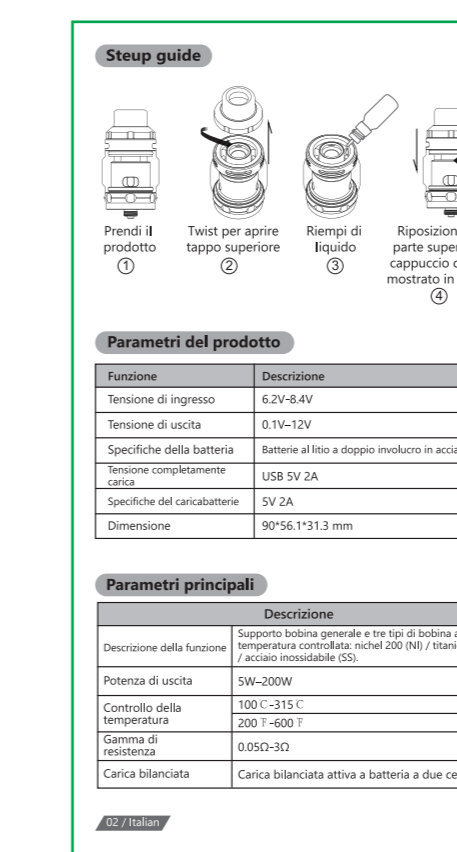 Steup guide
Prendi il
prodotto
①
Twist per aprire
tappo superiore
②
Riempi di
liquido
③
Riposizion
parte super
cappuccio
mostrato in
④
Parametri del prodotto
Funzione Descrizione
Tensione di ingresso 6.2V-8.4V
Tensione di uscita 0.1V–12V
Specifiche della batteria Batterie al litio a doppio involucro in accia
Tensione completamente
carica
USB 5V 2A
Specifiche del caricabatterie 5V 2A
Dimensione 90*56.1*31.3 mm
Parametri principali
Descrizione
Descrizione della funzione
Supporto bobina generale e tre tipi di bobina a
temperatura controllata: nichel 200 (NI) / titani
/ acciaio inossidabile (SS).
Potenza di uscita 5W–200W
Controllo della
temperatura
100℃-315℃
200℉-600℉
Gamma di
resistenza
0.05Ω-3Ω
Carica bilanciata Carica bilanciata attiva a batteria a due ce
02 / Italian